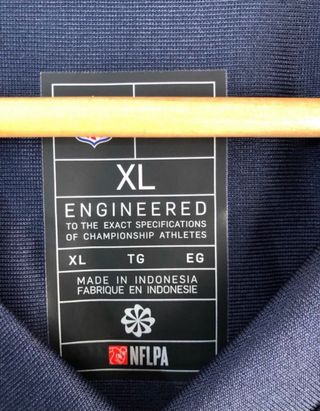 XL
ENGINEERED
TO THE EXACT SPECIFICATIONS
OF CHAMPIONSHIP ATHLETES
XL TG EG
MADE IN INDONESIA
FABRIQUE EN INDONESIE
NFLPA